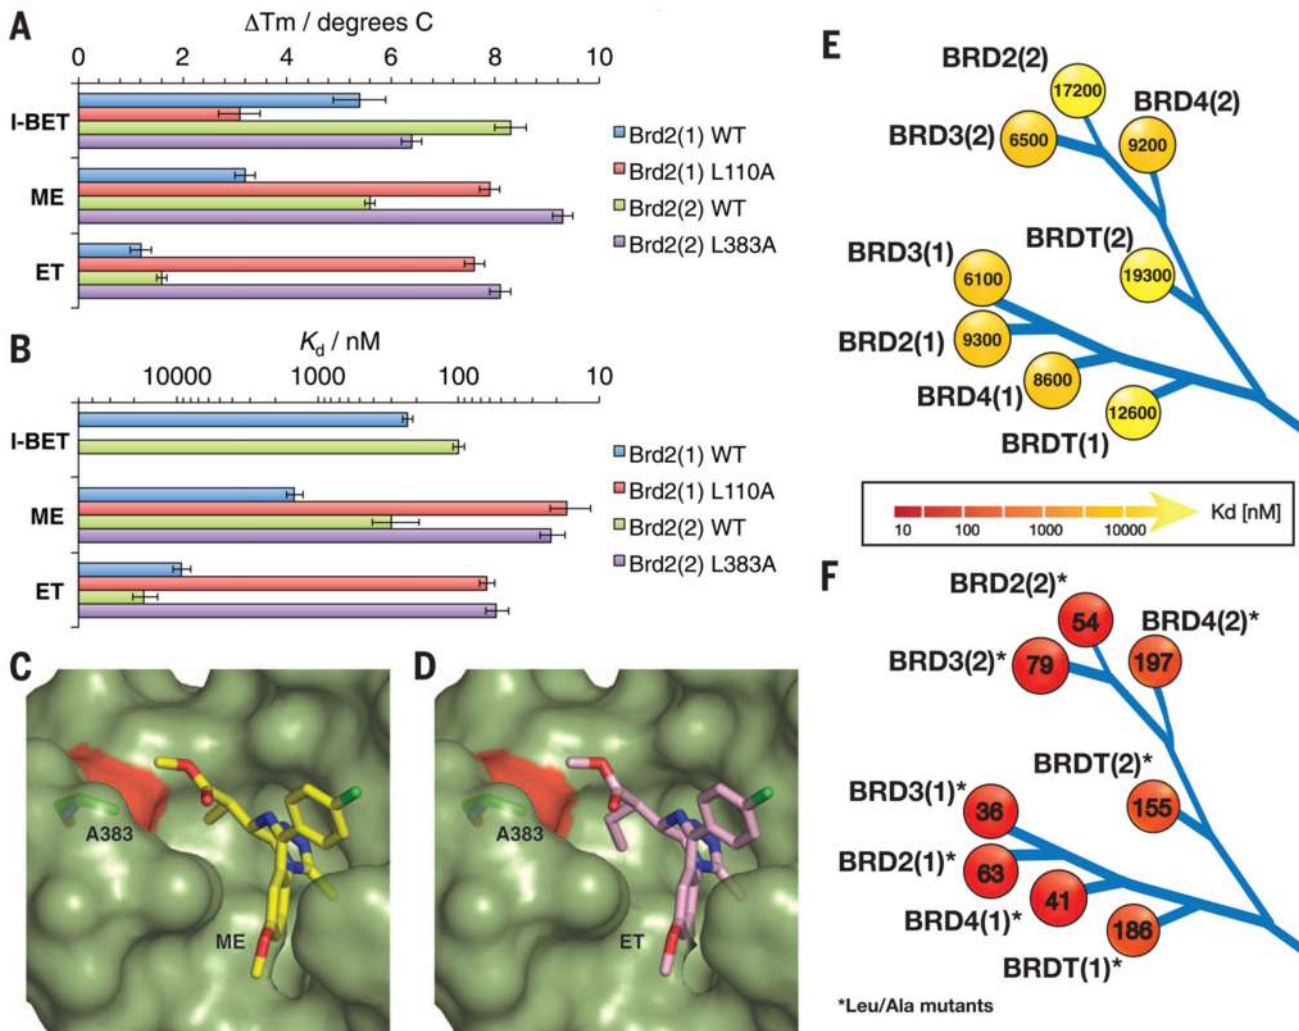 A
ΔTm / degrees C
0 2 4 6 8 10
I-BET
ME
ET
Brd2(1) WT
Brd2(1) L110A
Brd2(2) WT
Brd2(2) L383A
B
Kd / nM
10000 1000 100 10
I-BET
ME
ET
Brd2(1) WT
Brd2(1) L110A
Brd2(2) WT
Brd2(2) L383A
C
A383
ME
D
A383
ET
E
BRD2(2)
17200
BRD4(2)
BRD3(2)
6500
9200
BRDT(2)
BRD3(1)
6100
19300
BRD2(1)
9300
8600
BRD4(1)
12600
BRDT(1)
10 100 1000 10000
Kd [nM]
F
BRD2(2)*
54
BRD4(2)*
BRD3(2)*
79
197
BRDT(2)*
BRD3(1)*
36
155
BRD2(1)*
63
41
BRD4(1)*
186
BRDT(1)*
*Leu/Ala mutants